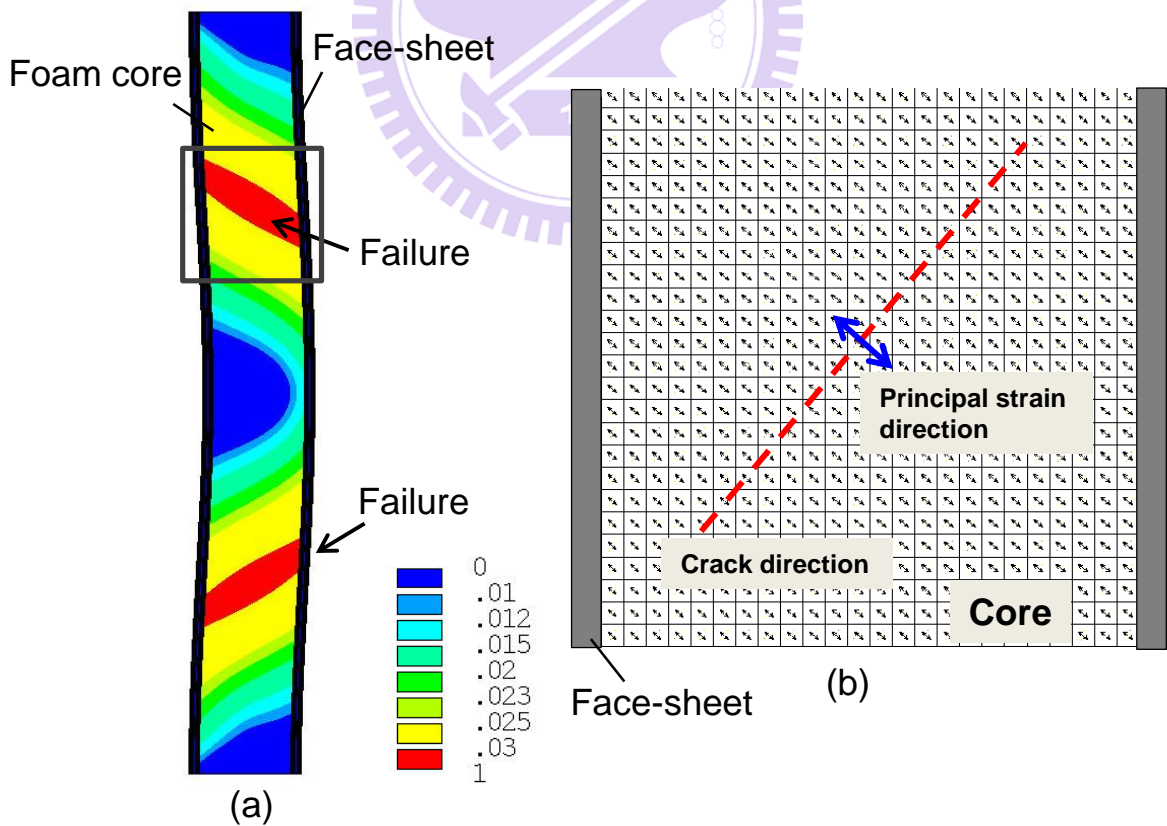 Face-sheet
Foam core
Failure
Failure
0
.01
.012
.015
.02
.023
.025
.03
1
(a)
Principal strain
direction
Crack direction
Core
Face-sheet
(b)